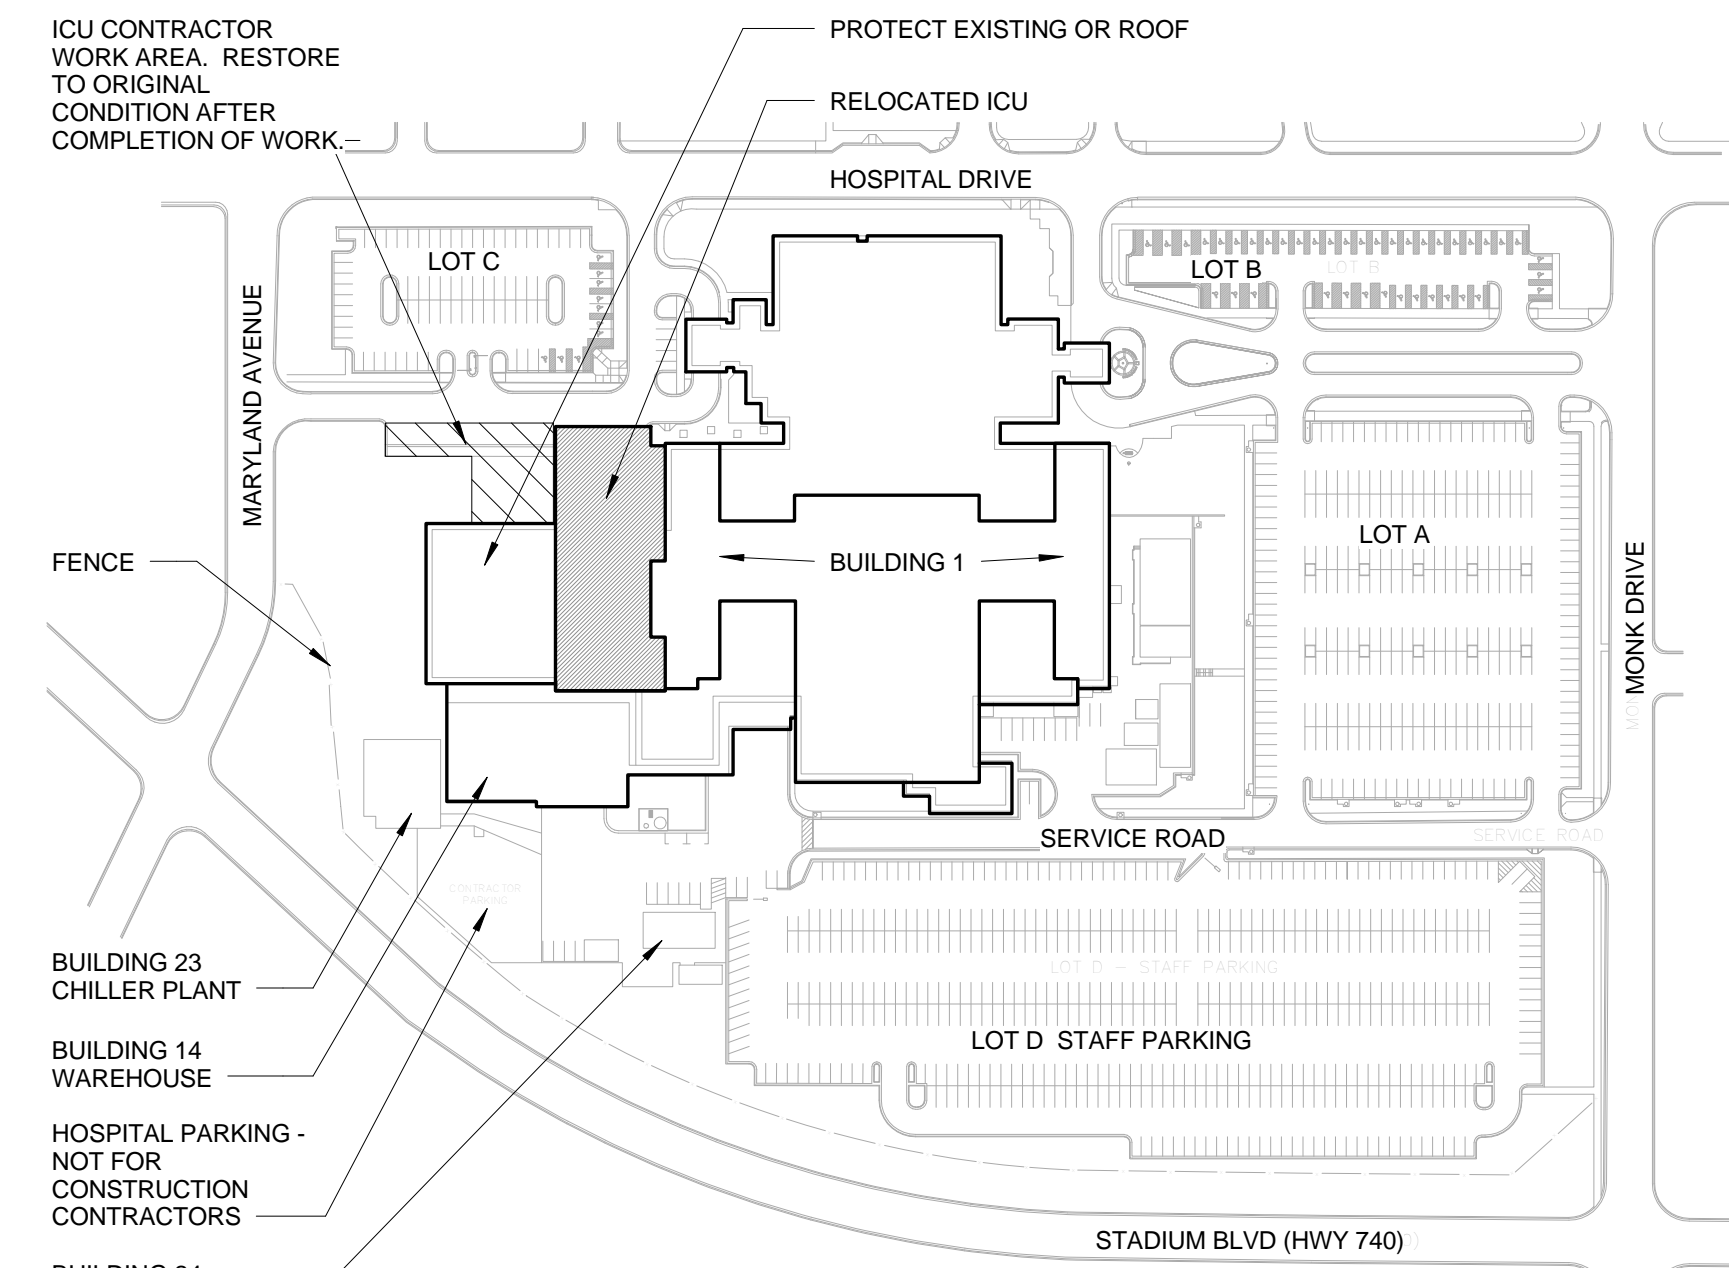 ICU CONTRACTOR
WORK AREA. RESTORE
TO ORIGINAL
CONDITION AFTER
COMPLETION OF WORK.
PROTECT EXISTING OR ROOF
RELOCATED ICU
HOSPITAL DRIVE
LOT C
LOT B
LOT B
MARYLAND AVENUE
LOT A
FENCE
BUILDING 1
MONK DRIVE
SERVICE ROAD
SERVICE ROAD
CONTRACTOR
PARKING
BUILDING 23
CHILLER PLANT
LOT D - STAFF PARKING
LOT D STAFF PARKING
BUILDING 14
WAREHOUSE
HOSPITAL PARKING -
NOT FOR
CONSTRUCTION
CONTRACTORS
STADIUM BLVD (HWY 740)